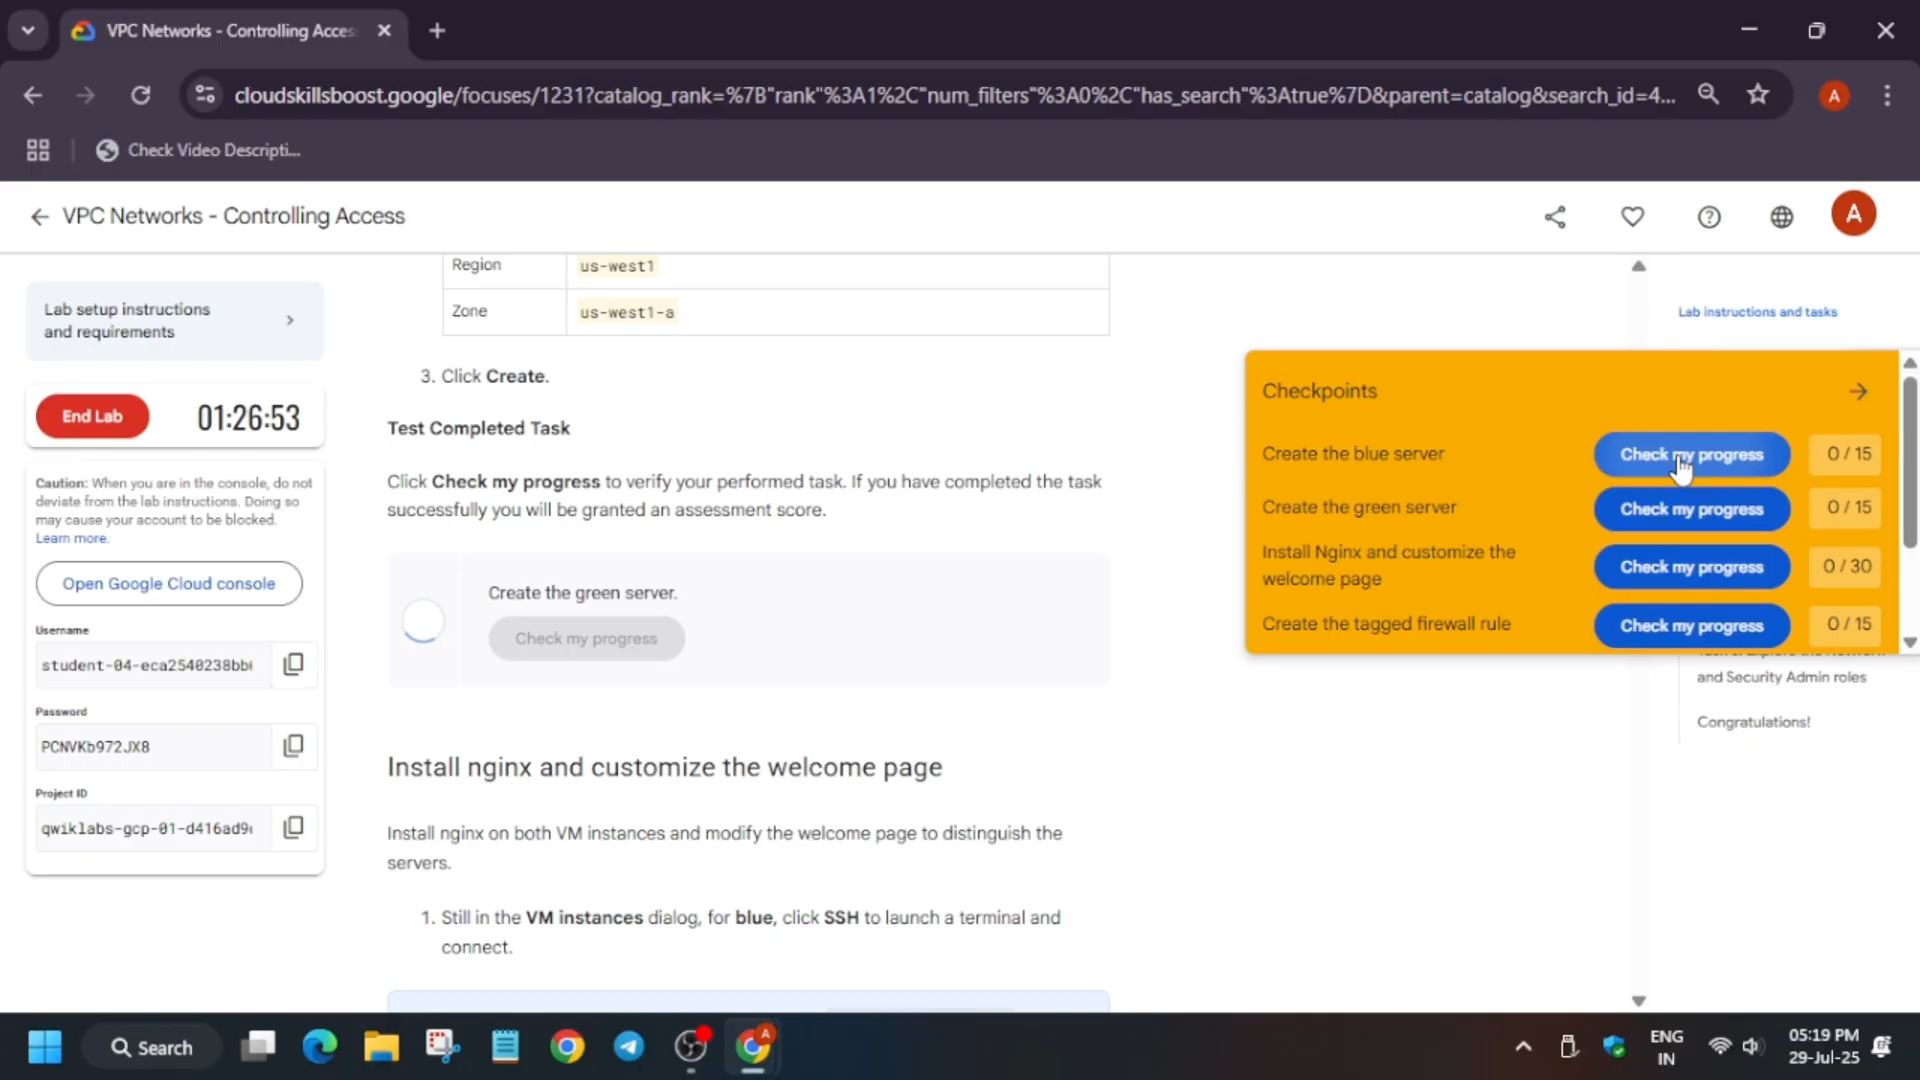 VPC Networks - Controlling Acces
cloudskillsboost.google/focuses/1231?catalog_rank=%7B"rank"%3A1%2C"num_filters"%3A0%2C"has_search"%3Atrue%7D&parent=catalog&search_id=4...
A
Check Video Descripti...
VPC Networks - Controlling Access
A
Lab setup instructions
and requirements
End Lab
01:26:53
Caution: When you are in the console, do not
deviate from the lab instructions. Doing so
may cause your account to be blocked.
Learn more.
Open Google Cloud console
Username
student-04-eca2540238bb
Password
PCNVKb972JX8
Project ID
qwiklabs-gcp-01-d416ad9
Region
us-west1
Zone
us-west1-a
3. Click Create.
Test Completed Task
Click Check my progress to verify your performed task. If you have completed the task
successfully you will be granted an assessment score.
Create the green server.
Check my progress
Install nginx and customize the welcome page
Install nginx on both VM instances and modify the welcome page to distinguish the
servers.
1. Still in the VM instances dialog, for blue, click SSH to launch a terminal and
connect.
Lab instructions and tasks
Checkpoints
Create the blue server
Check my progress
0 / 15
Create the green server
Check my progress
0 / 15
Install Nginx and customize the
welcome page
Check my progress
0 / 30
Create the tagged firewall rule
Check my progress
0 / 15
and Security Admin roles
Congratulations!
Search
A
ENG
IN
05:19 PM
29-Jul-25